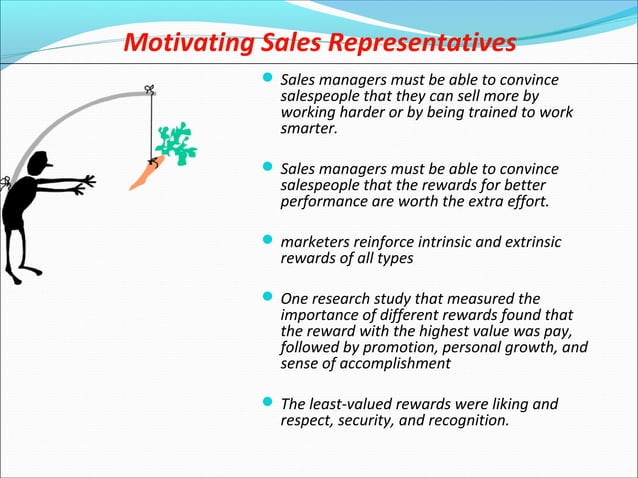 Motivating Sales Representatives
Sales managers must be able to convince
salespeople that they can sell more by
working harder or by being trained to work
smarter.
Sales managers must be able to convince
salespeople that the rewards for better
performance are worth the extra effort.
marketers reinforce intrinsic and extrinsic
rewards of all types
One research study that measured the
importance of different rewards found that
the reward with the highest value was pay,
followed by promotion, personal growth, and
sense of accomplishment
The least-valued rewards were liking and
respect, security, and recognition.